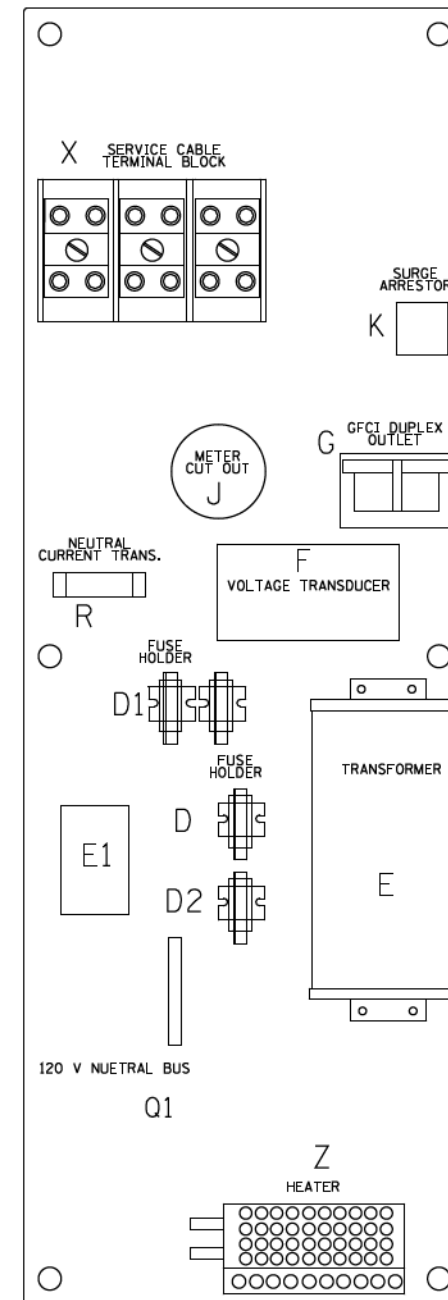 X SERVICE CABLE
TERMINAL BLOCK
SURGE
ARRESTOR
K
GFCI DUPLEX
OUTLET
G
METER
CUT OUT
J
NEUTRAL
CURRENT TRANS.
R
F
VOLTAGE TRANSDUCER
FUSE
HOLDER
D1
FUSE
HOLDER
D
TRANSFORMER
E1
E
D2
120 V NUETRAL BUS
Q1
Z
HEATER